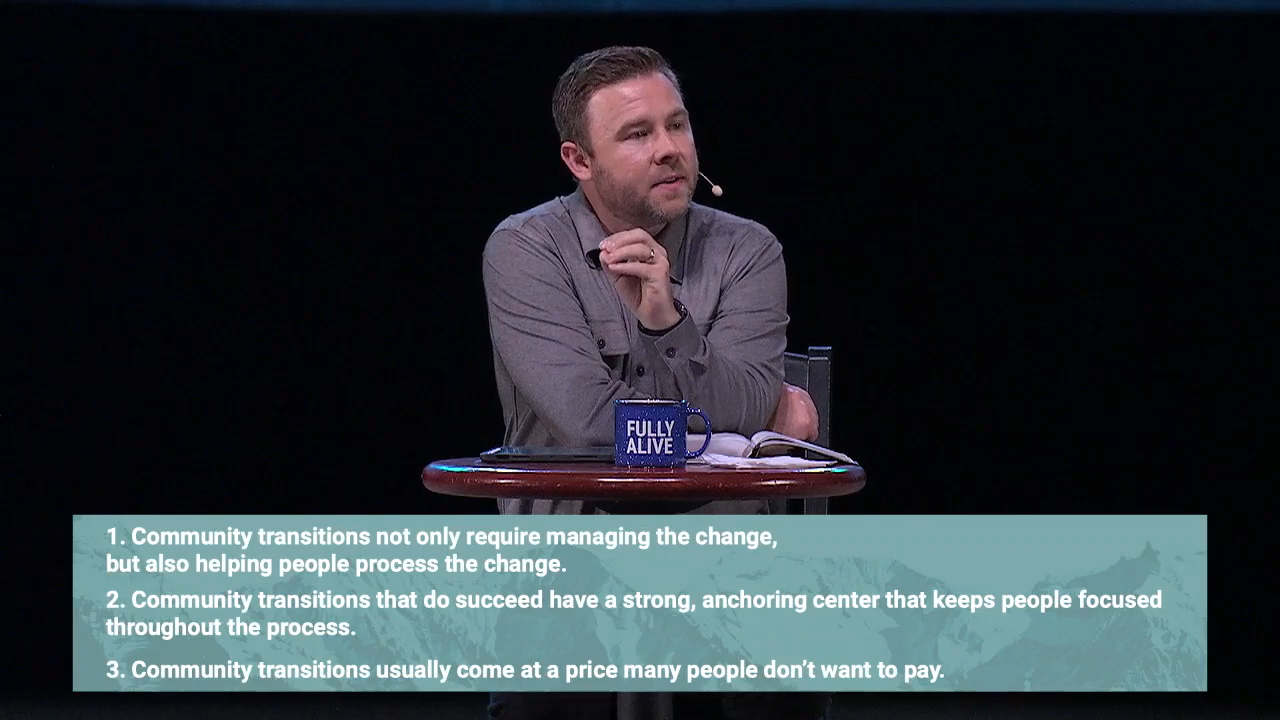 FULLY
ALIVE
1. Community transitions not only require managing the change,
but also helping people process the change.
2. Community transitions that do succeed have a strong, anchoring center that keeps people focused
throughout the process.
3. Community transitions usually come at a price many people don’t want to pay.